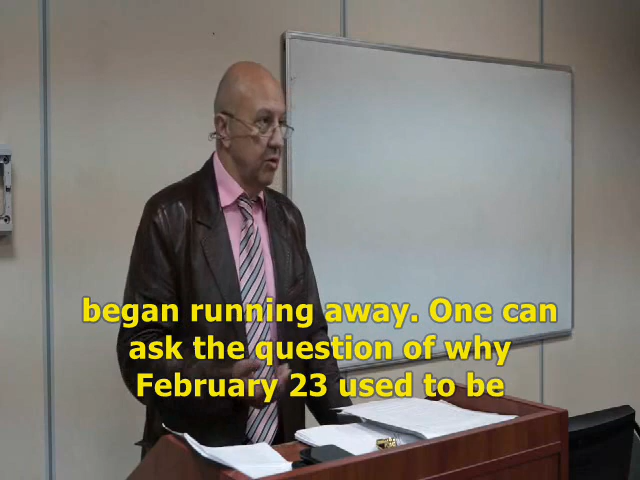 began running away. One can
ask the question of why
February 23 used to be